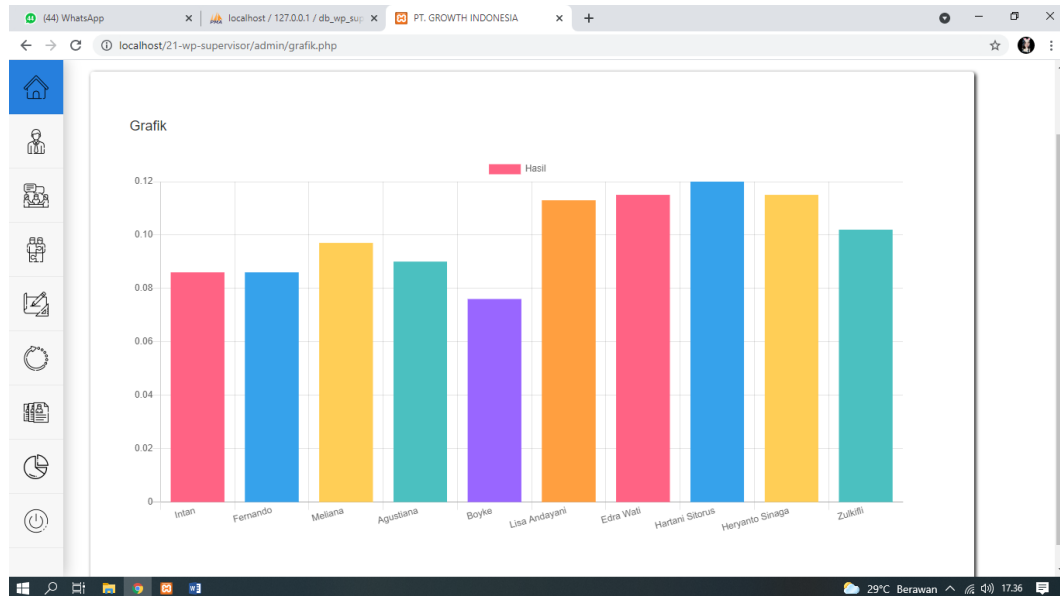 (44) WhatsApp
localhost / 127.0.0.1 / db_wp_sup
PT. GROWTH INDONESIA
localhost/21-wp-supervisor/admin/grafik.php
Grafik
Hasil
0.12
0.10
0.08
0.06
0.04
0.02
0
Intan
Fernando
Meliana
Agustiana
Boyke
Lisa Andayani
Edra Wati
Hartani Sitorus
Heryanto Sinaga
Zulkifli
29°C Berawan
17.36